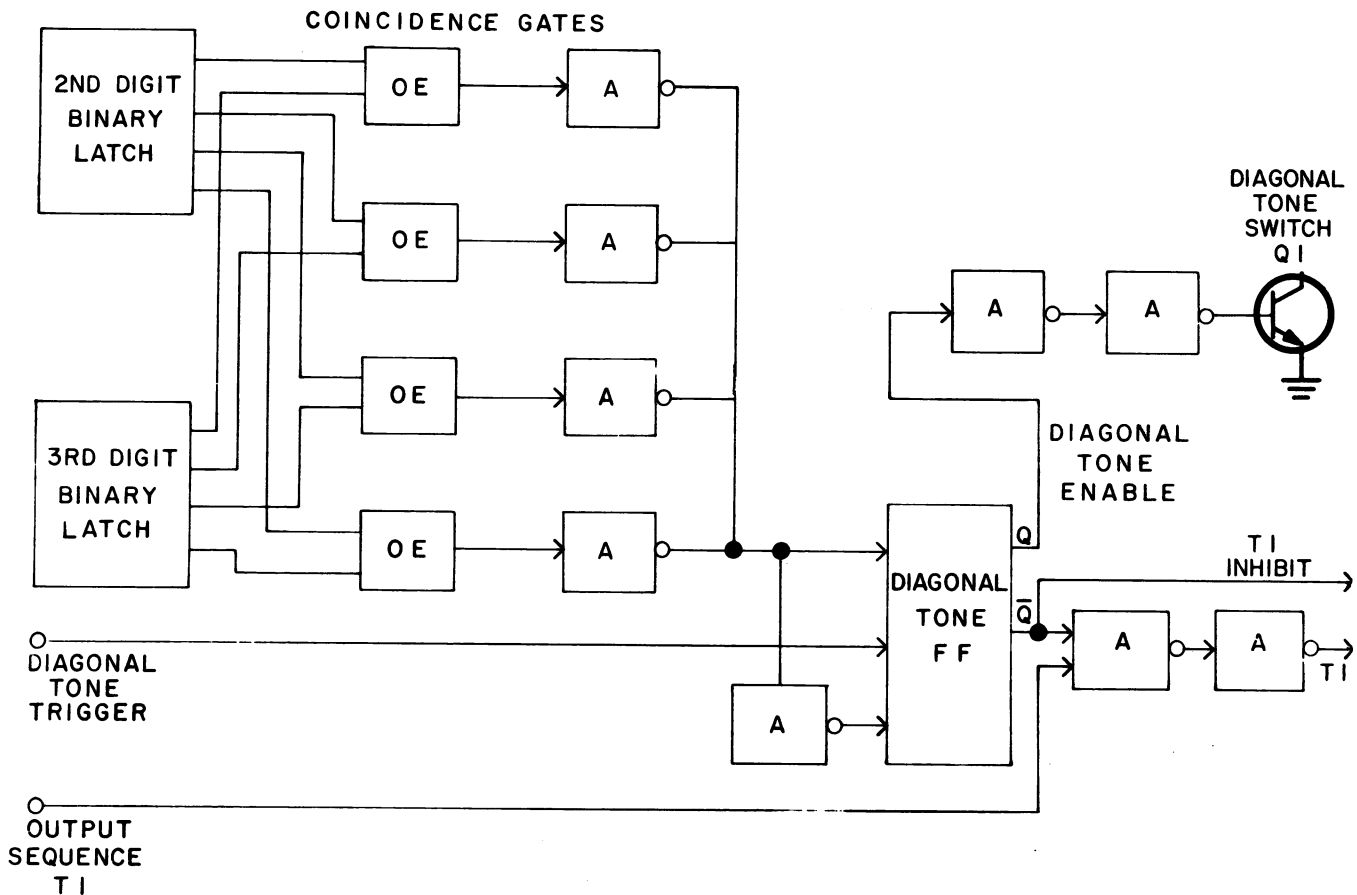 COINCIDENCE GATES
2ND DIGIT
BINARY
LATCH
OE
A
OE
A
OE
A
OE
A
3RD DIGIT
BINARY
LATCH
DIAGONAL
TONE
SWITCH
Q1
A
A
DIAGONAL
TONE
ENABLE
DIAGONAL
TONE
FF
Q
Q̅
T1
INHIBIT
A
A
T1
A
DIAGONAL
TONE
TRIGGER
OUTPUT
SEQUENCE
T1